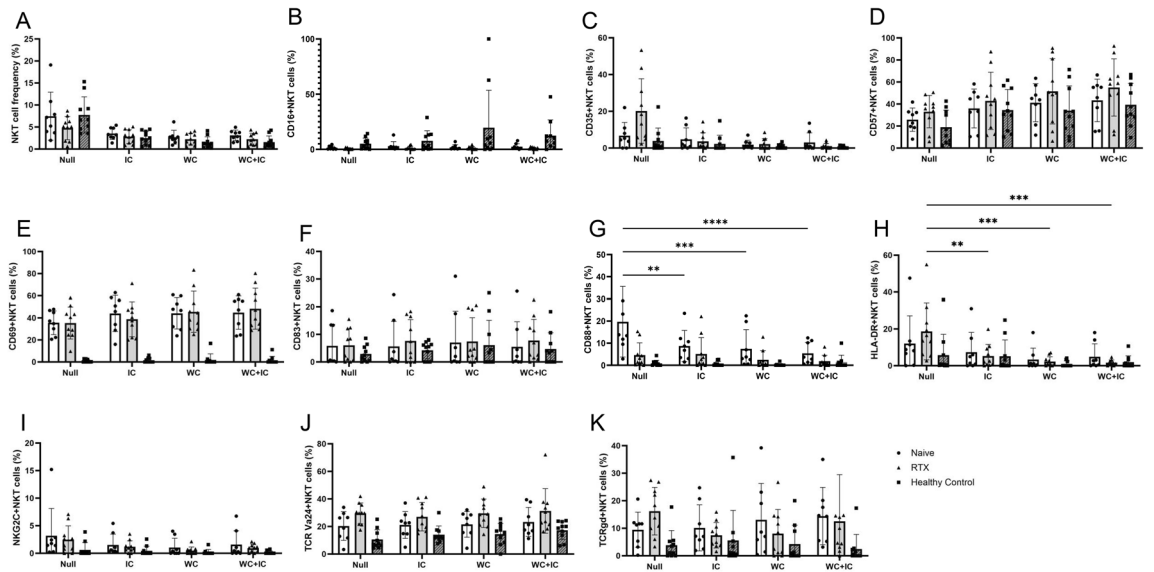 A
NKT cell frequency (%)
25
20
15
10
5
0
Null IC WC WC+IC
B
CD16+NKT cells (%)
100
50
0
Null IC WC WC+IC
C
CD35+NKT cells (%)
60
40
20
0
Null IC WC WC+IC
D
CD57+NKT cells (%)
100
80
60
40
20
0
Null IC WC WC+IC
E
CD69+NKT cells (%)
100
80
60
40
20
0
Null IC WC WC+IC
F
CD83+NKT cells (%)
40
30
20
10
0
Null IC WC WC+IC
G
CD88+NKT cells (%)
50
40
30
20
10
0
****
***
**
Null IC WC WC+IC
H
HLA-DR+NKT cells (%)
60
40
20
0
***
***
**
Null IC WC WC+IC
I
NKG2C+NKT cells (%)
20
15
10
5
0
Null IC WC WC+IC
J
TCR Va24+NKT cells (%)
80
60
40
20
0
Null IC WC WC+IC
K
TCRgd+NKT cells (%)
40
30
20
10
0
Null IC WC WC+IC
Naive
RTX
Healthy Control